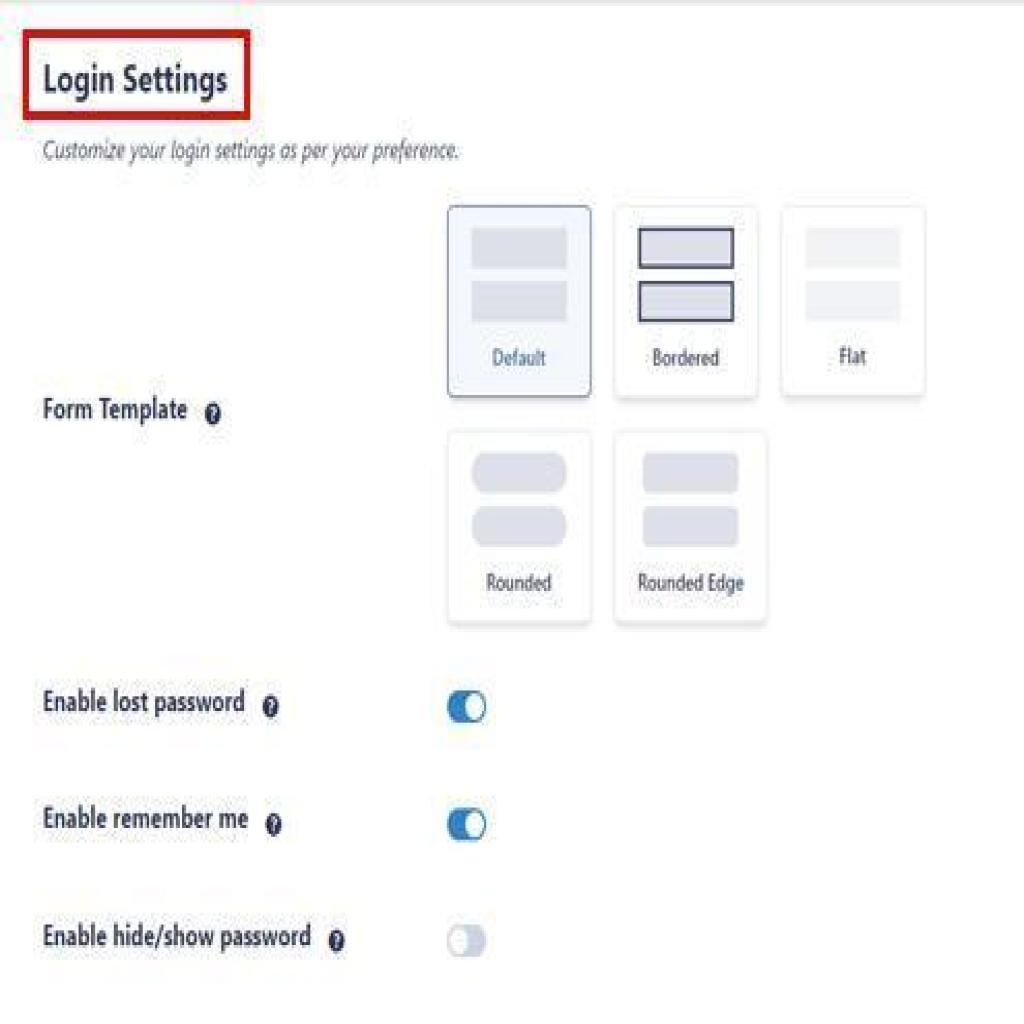 Login Settings
Customize your login settings as per your preference.
Default
Bordered
Flat
Form Template ?
Rounded
Rounded Edge
Enable lost password ?
Enable remember me ?
Enable hide/show password ?